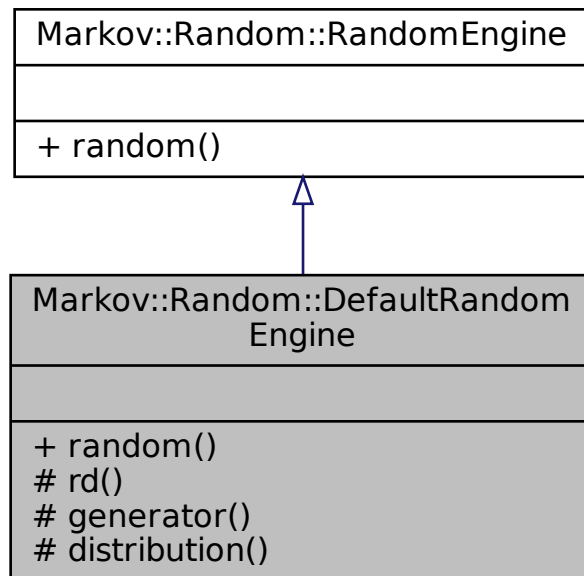 Markov::Random::RandomEngine
+ random()
Markov::Random::DefaultRandom
Engine
+ random()
# rd()
# generator()
# distribution()